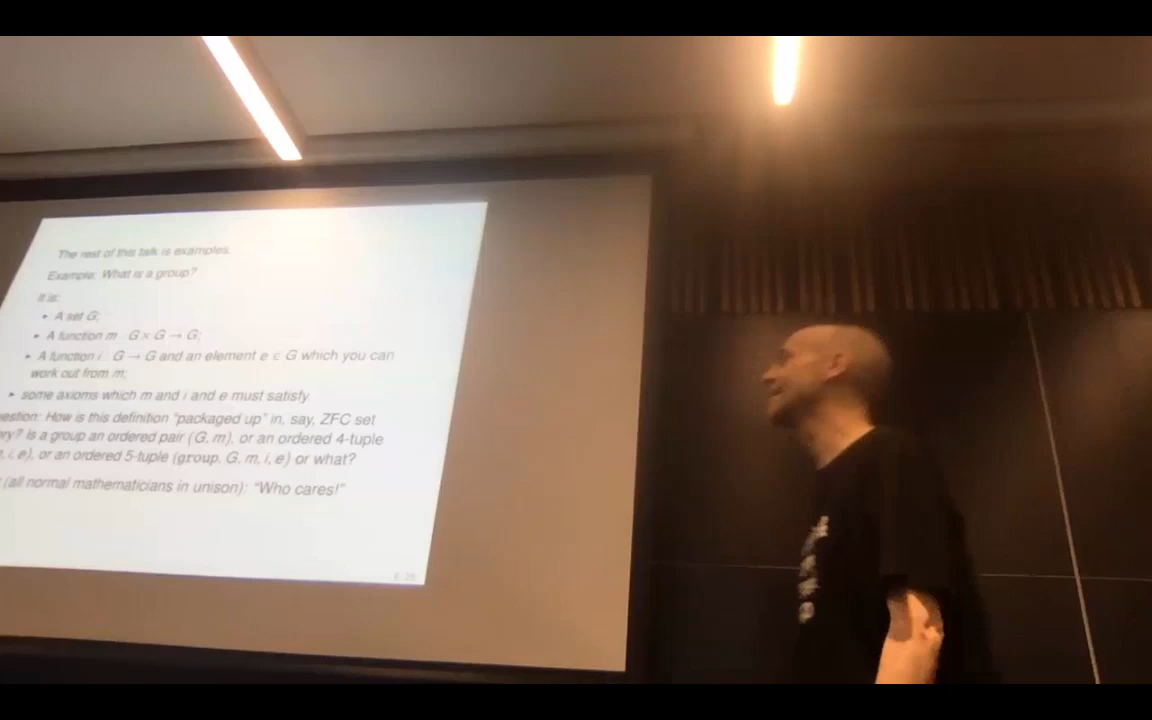 The rest of this talk is examples.
Example: What is a group?
It is:
▸ A set G;
▸ A function m : G × G → G;
▸ A function i : G → G and an element e ∈ G which you can
work out from m;
▸ some axioms which m and i and e must satisfy.
estion: How is this definition "packaged up" in, say, ZFC set
ry? Is a group an ordered pair (G, m), or an ordered 4-tuple
, i, e), or an ordered 5-tuple (group, G, m, i, e) or what?
(all normal mathematicians in unison): "Who cares!"